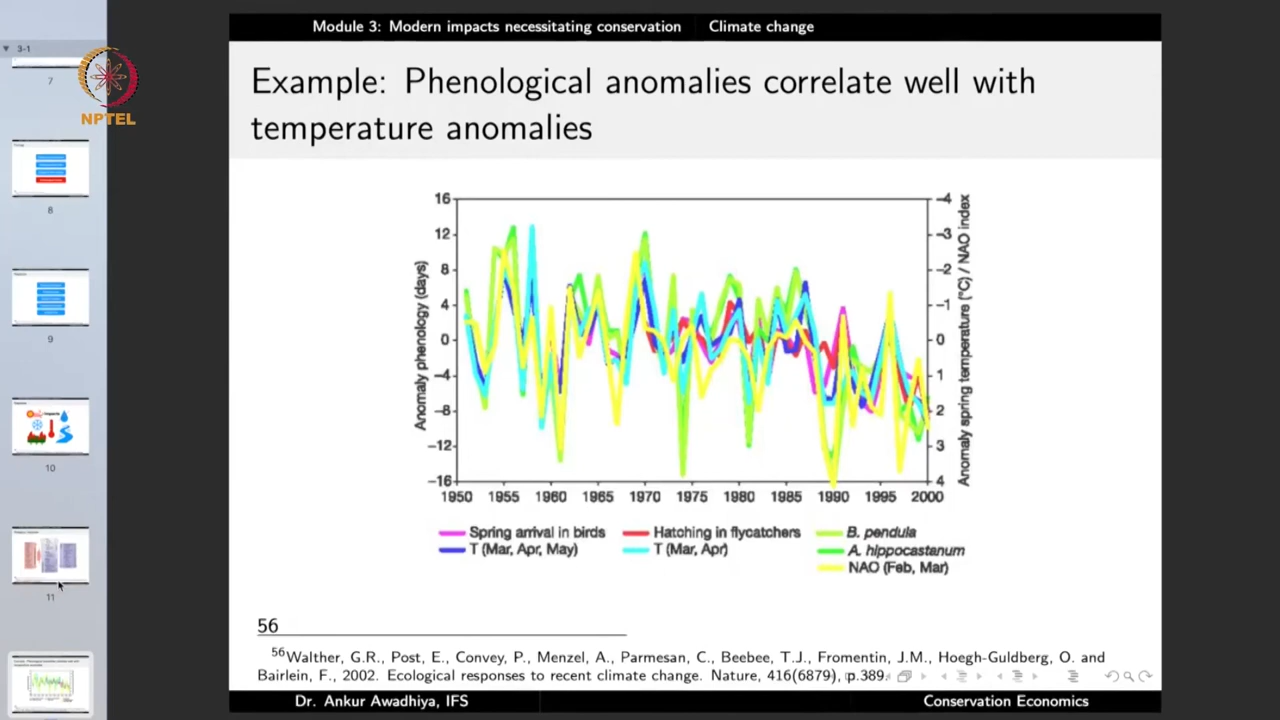 Module 3: Modern impacts necessitating conservation Climate change
Example: Phenological anomalies correlate well with
temperature anomalies
3-1
7
8
9
10
11
NPTEL
Anomaly phenology (days)
16
12
8
4
0
−4
−8
−12
−16
1950 1955 1960 1965 1970 1975 1980 1985 1990 1995 2000
−4
−3
−2
−1
0
1
2
3
4
Anomaly spring temperature (°C) / NAO index
Spring arrival in birds Hatching in flycatchers B. pendula
T (Mar, Apr, May) T (Mar, Apr) A. hippocastanum
NAO (Feb, Mar)
56
56Walther, G.R., Post, E., Convey, P., Menzel, A., Parmesan, C., Beebee, T.J., Fromentin, J.M., Hoegh-Guldberg, O. and
Bairlein, F., 2002. Ecological responses to recent climate change. Nature, 416(6879), p.389.
Dr. Ankur Awadhiya, IFS Conservation Economics